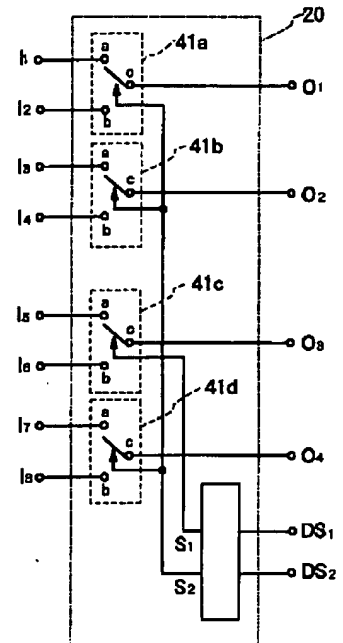 20
41a
I1 a c O1
I2 b
41b
I3 a c O2
I4 b
41c
I5 a c O3
I6 b
41d
I7 a c O4
I8 b
S1 DS1
S2 DS2